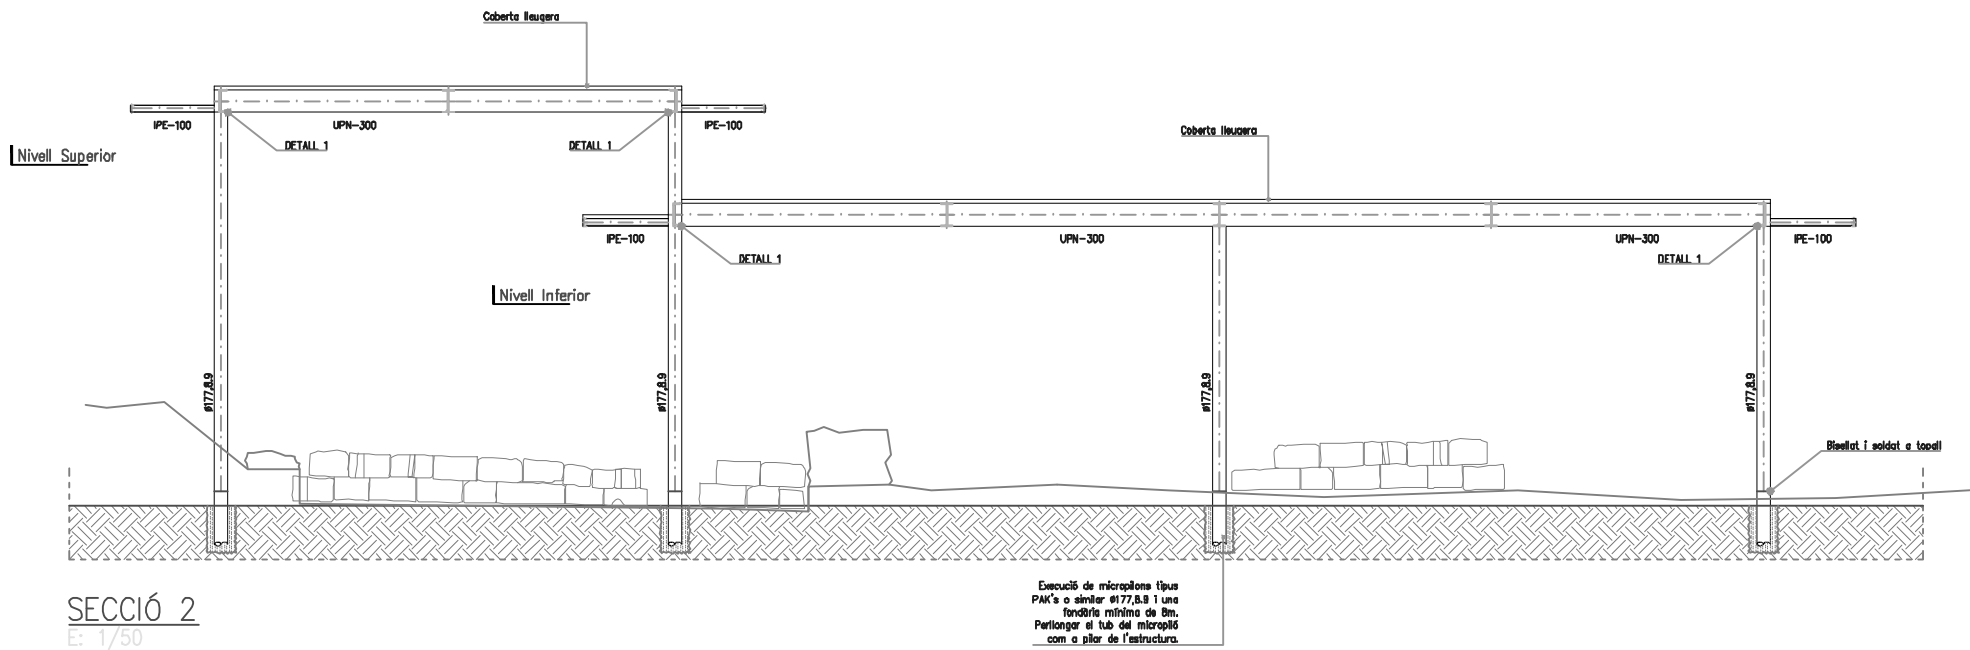 Coberta lleugera
IPE-100
UPN-300
IPE-100
DETALL 1
DETALL 1
Nivell Superior
Coberta lleugera
IPE-100
UPN-300
UPN-300
IPE-100
DETALL 1
DETALL 1
Nivell Inferior
ø177,8.9
ø177,8.9
ø177,8.9
ø177,8.9
Bisellat i soldat a topall
Execució de micropilons tipus
PAK's o similar ø177,8.9 i una
fondària mínima de 8m.
Perllongar el tub del micropiló
com a pilar de l'estructura.
SECCIÓ 2
E: 1/50